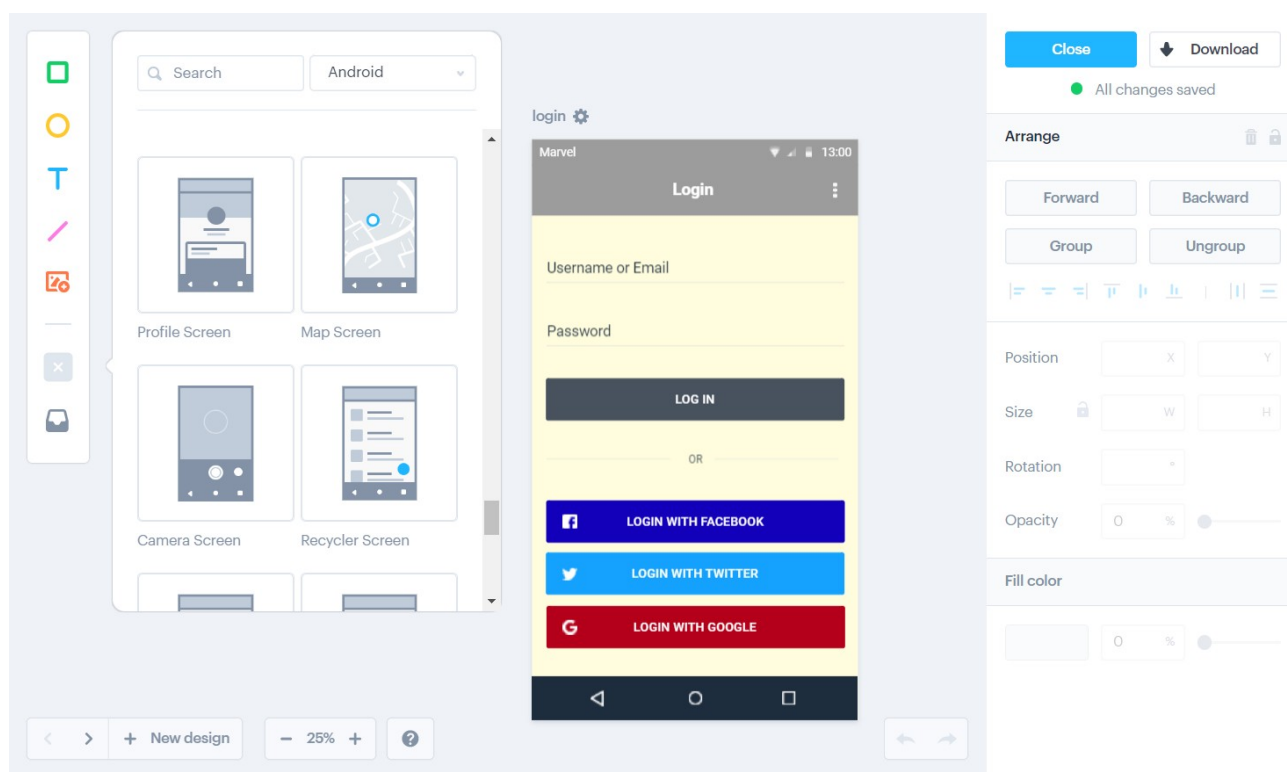 Search
Android
Profile Screen
Map Screen
Camera Screen
Recycler Screen
login
Marvel
13:00
Login
Username or Email
Password
LOG IN
OR
LOGIN WITH FACEBOOK
LOGIN WITH TWITTER
G LOGIN WITH GOOGLE
New design
25%
Close
Download
All changes saved
Arrange
Forward
Backward
Group
Ungroup
Position X Y
Size W H
Rotation °
Opacity 0 %
Fill color
0 %